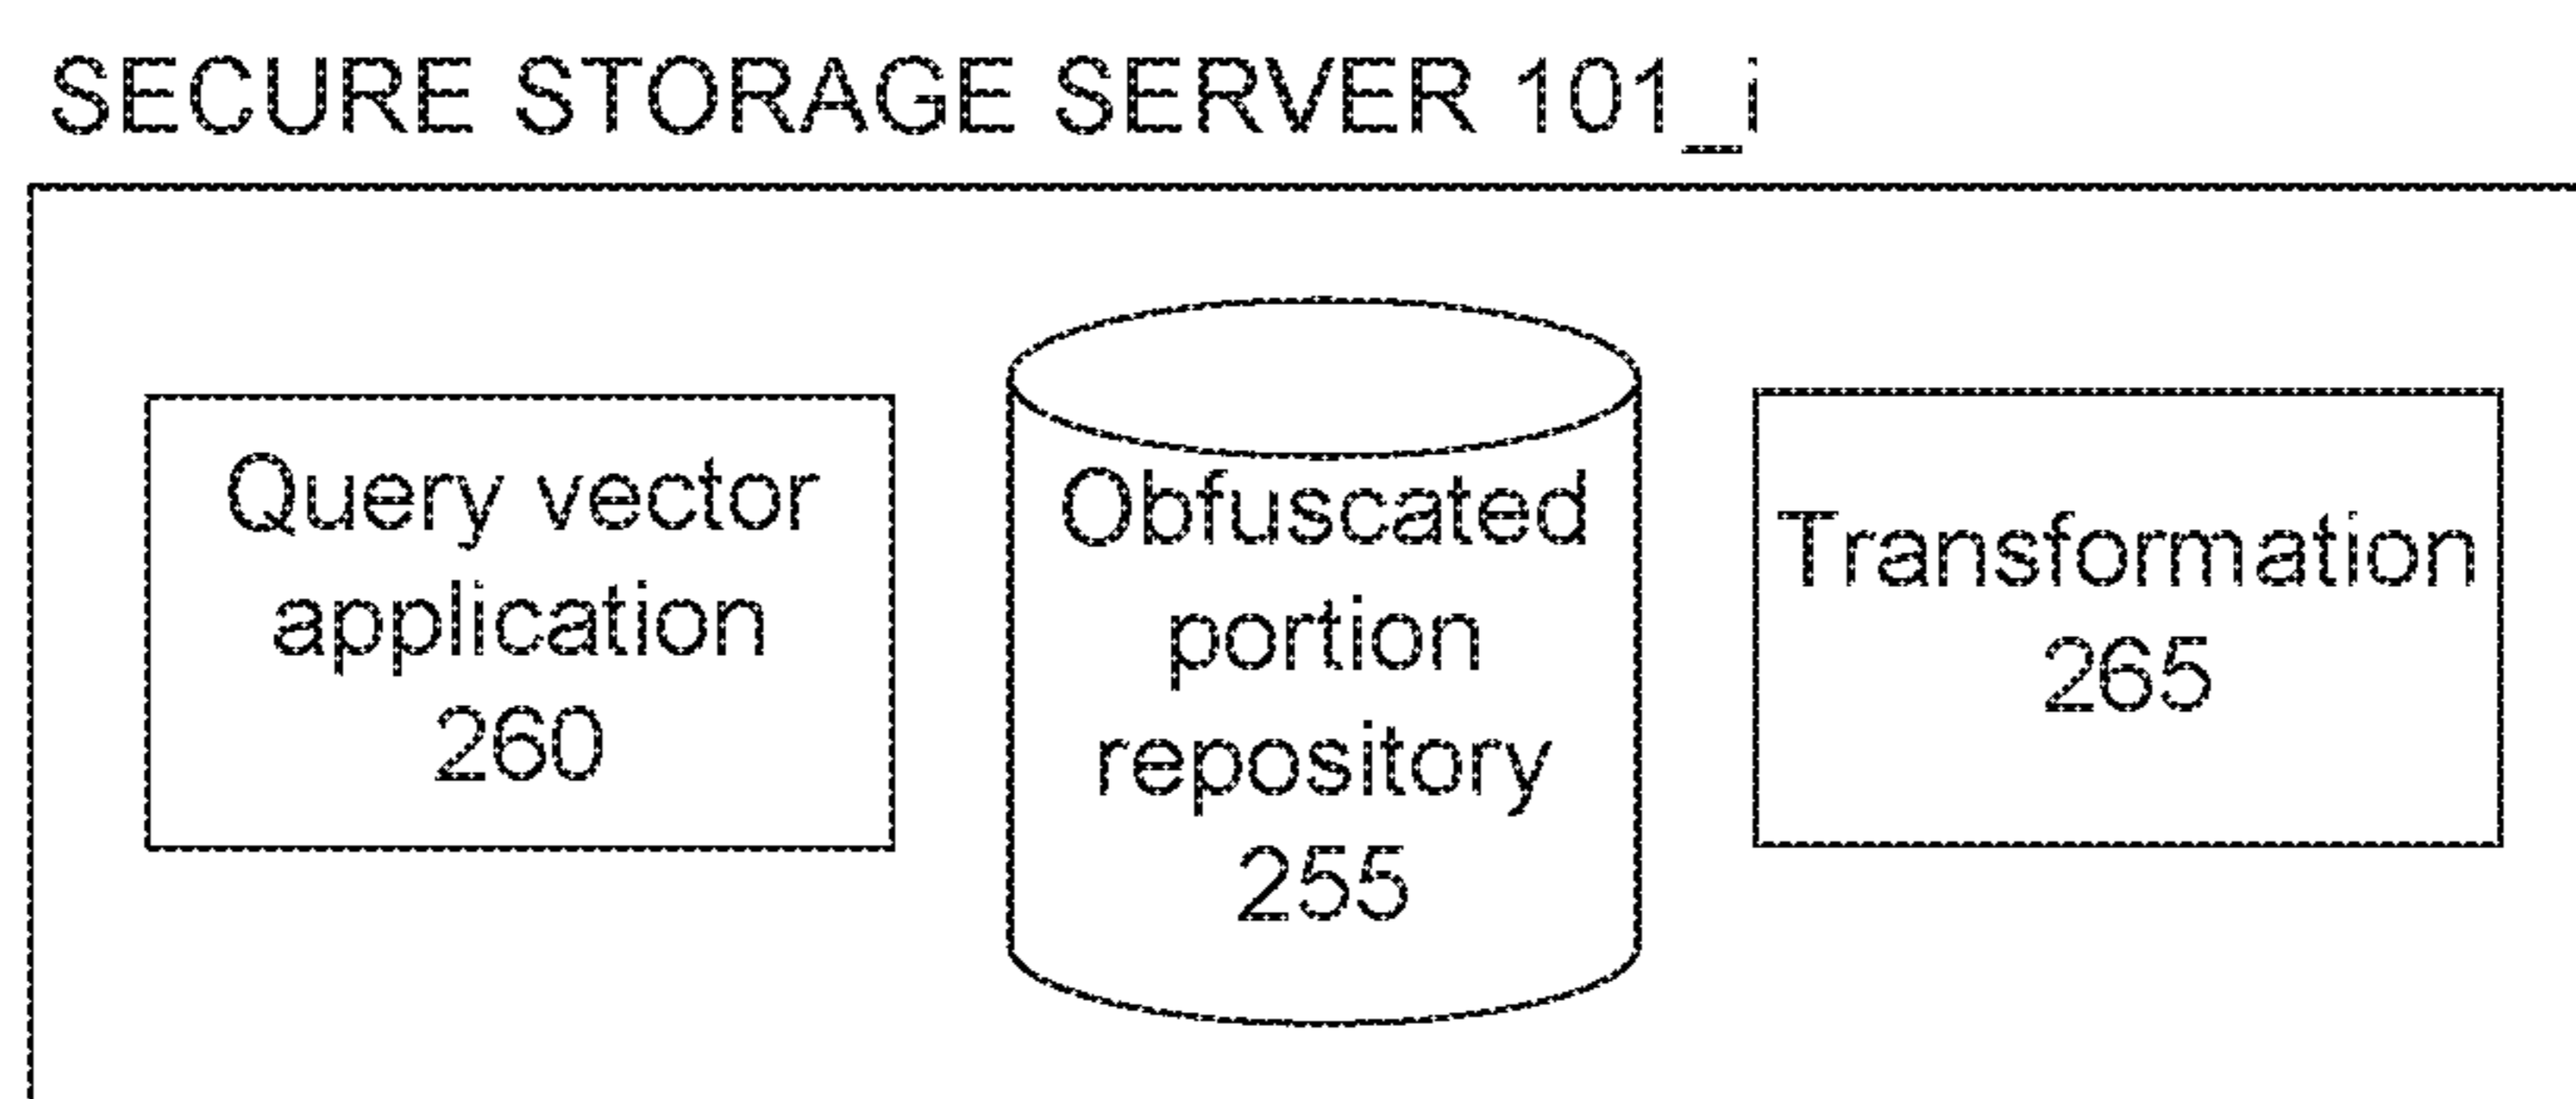 SECURE STORAGE SERVER 101_i
Query vector
application
260
Obfuscated
portion
repository
255
Transformation
265